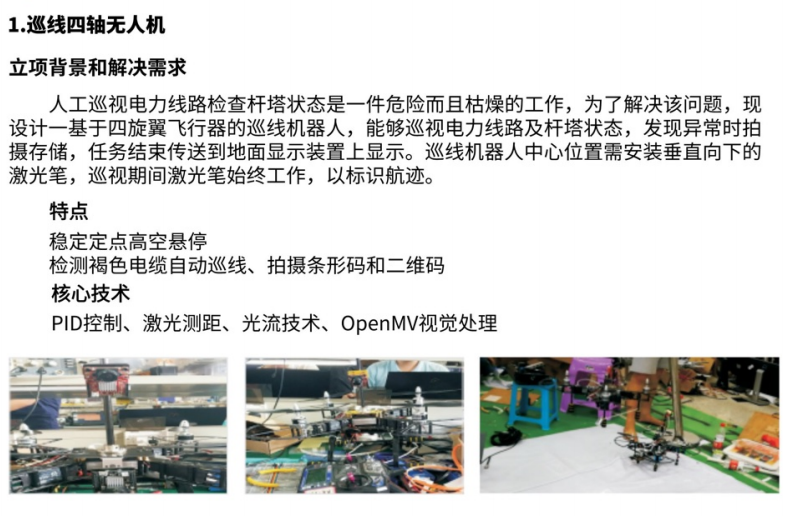 1.巡线四轴无人机
立项背景和解决需求
人工巡视电力线路检查杆塔状态是一件危险而且枯燥的工作，为了解决该问题，现
设计一基于四旋翼飞行器的巡线机器人，能够巡视电力线路及杆塔状态，发现异常时拍
摄存储，任务结束传送到地面显示装置上显示。巡线机器人中心位置需安装垂直向下的
激光笔，巡视期间激光笔始终工作，以标识航迹。
特点
稳定定点高空悬停
检测褐色电缆自动巡线、拍摄条形码和二维码
核心技术
PID控制、激光测距、光流技术、OpenMV视觉处理